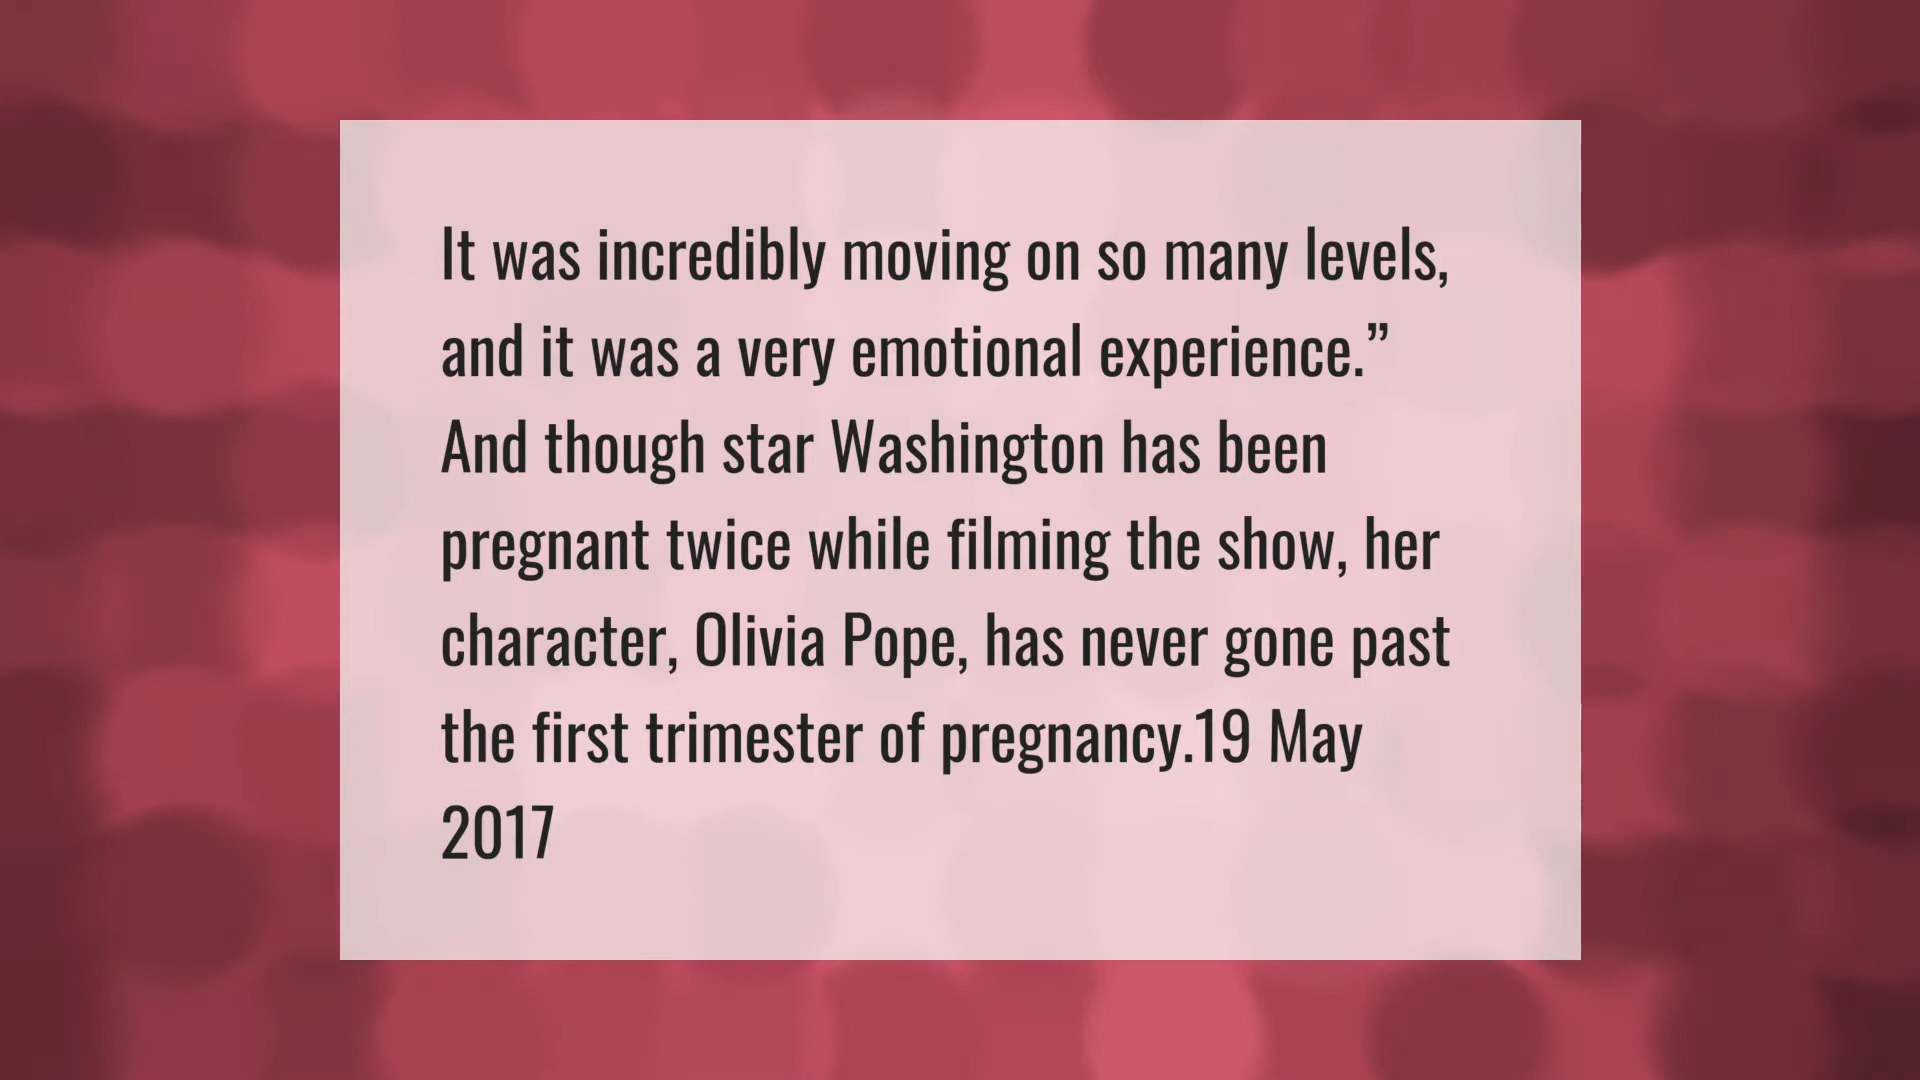 It was incredibly moving on so many levels,
and it was a very emotional experience.”
And though star Washington has been
pregnant twice while filming the show, her
character, Olivia Pope, has never gone past
the first trimester of pregnancy.19 May
2017